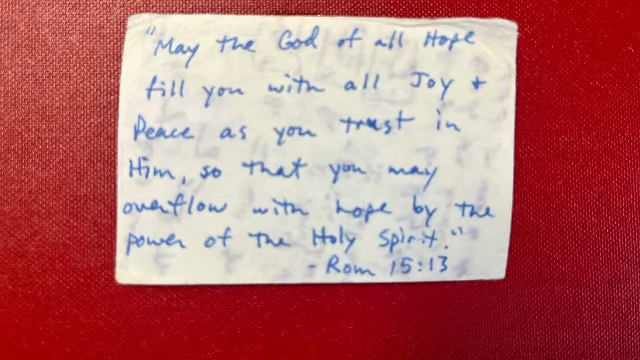 "May the God of all Hope
fill you with all Joy +
Peace as you trust in
Him, so that you may
overflow with hope by the
power of the Holy Spirit."
- Rom 15:13